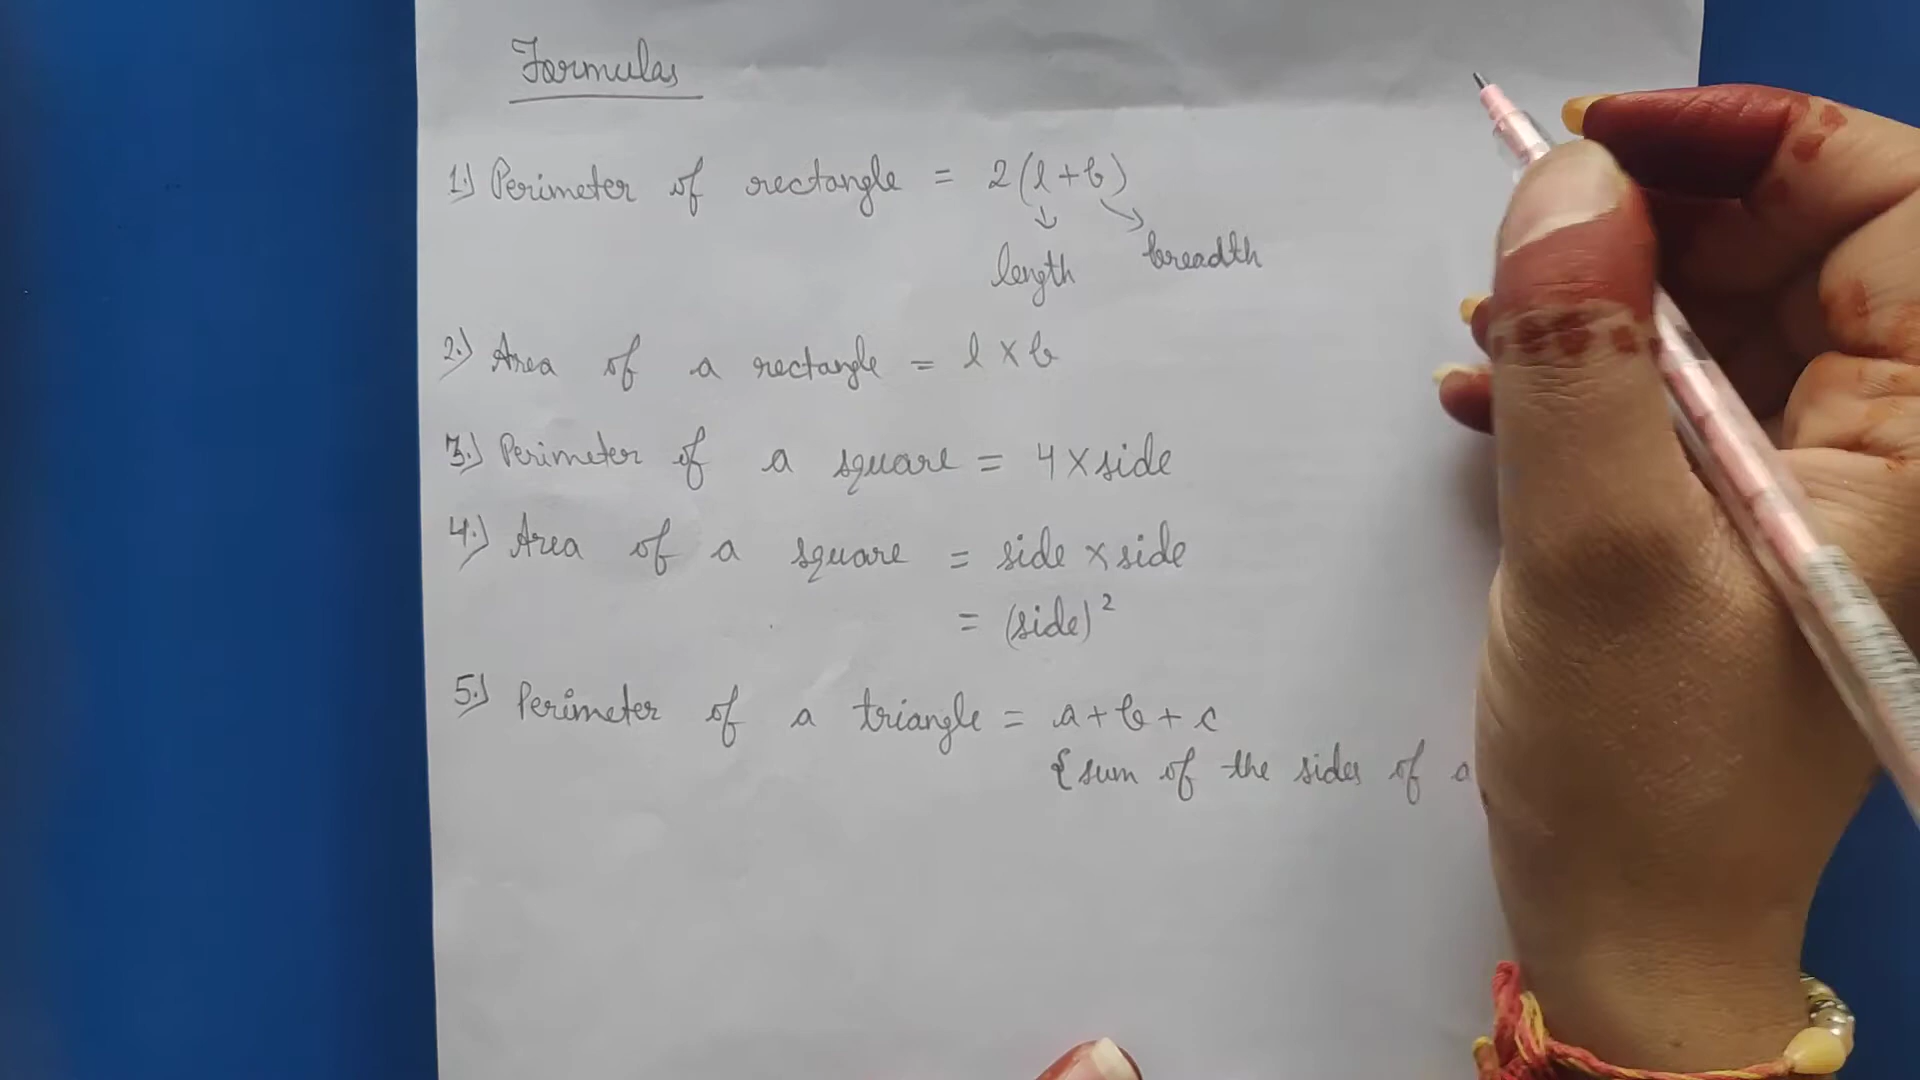 Formulas
1.) Perimeter of rectangle = 2(l+b)
length breadth
2.) Area of a rectangle = l × b
3.) Perimeter of a square = 4 × side
4.) Area of a square = side × side
= (side)²
5.) Perimeter of a triangle = a + b + c
{sum of the sides of a